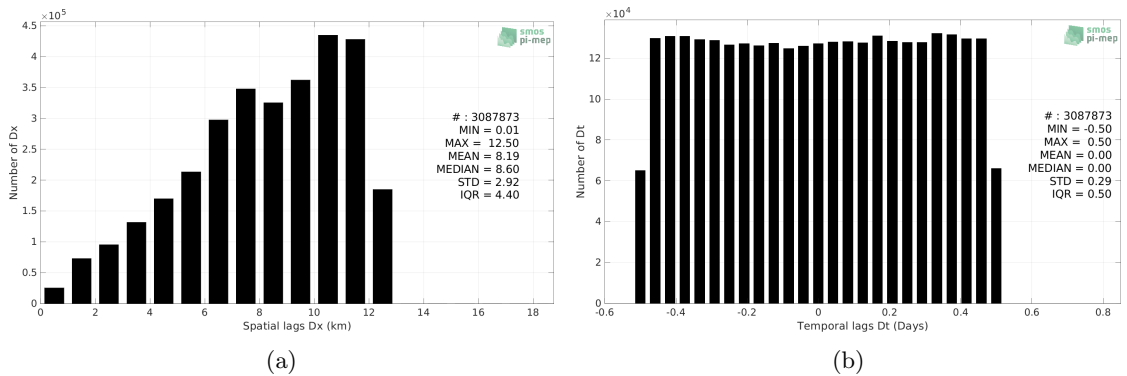 ×10⁵
4.5
4
3.5
3
2.5
2
1.5
1
0.5
0
Number of Dx
smos
pi-mep
# : 3087873
MIN = 0.01
MAX = 12.50
MEAN = 8.19
MEDIAN = 8.60
STD = 2.92
IQR = 4.40
0 2 4 6 8 10 12 14 16 18
Spatial lags Dx (km)
(a)
×10⁴
12
10
8
6
4
2
0
Number of Dt
smos
pi-mep
# : 3087873
MIN = -0.50
MAX = 0.50
MEAN = 0.00
MEDIAN = 0.00
STD = 0.29
IQR = 0.50
-0.6 -0.4 -0.2 0 0.2 0.4 0.6 0.8
Temporal lags Dt (Days)
(b)